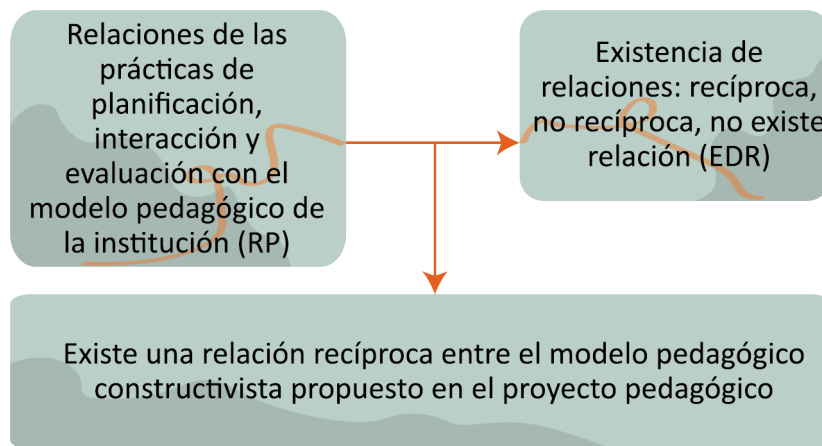 Relaciones de las
prácticas de
planificación,
interacción y
evaluación con el
modelo pedagógico de
la institución (RP)
Existencia de
relaciones: recíproca,
no recíproca, no existe
relación (EDR)
Existe una relación recíproca entre el modelo pedagógico
constructivista propuesto en el proyecto pedagógico